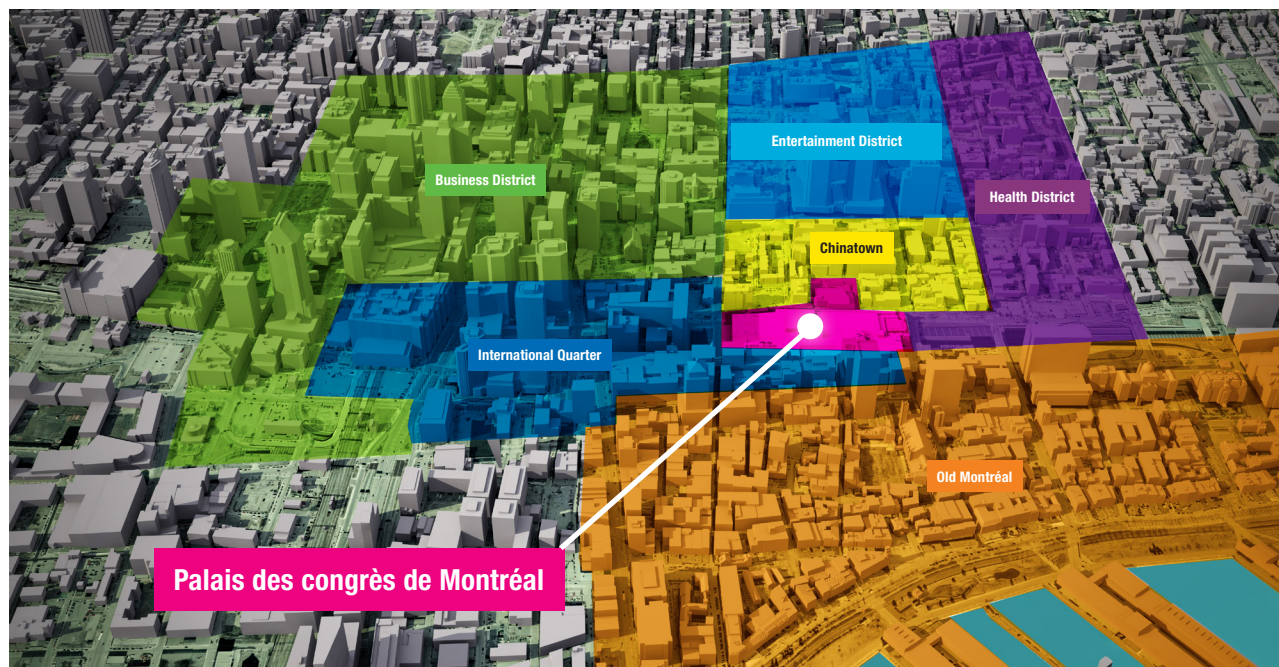 Entertainment District
Business District
Health District
Chinatown
International Quarter
Old Montréal
Palais des congrès de Montréal